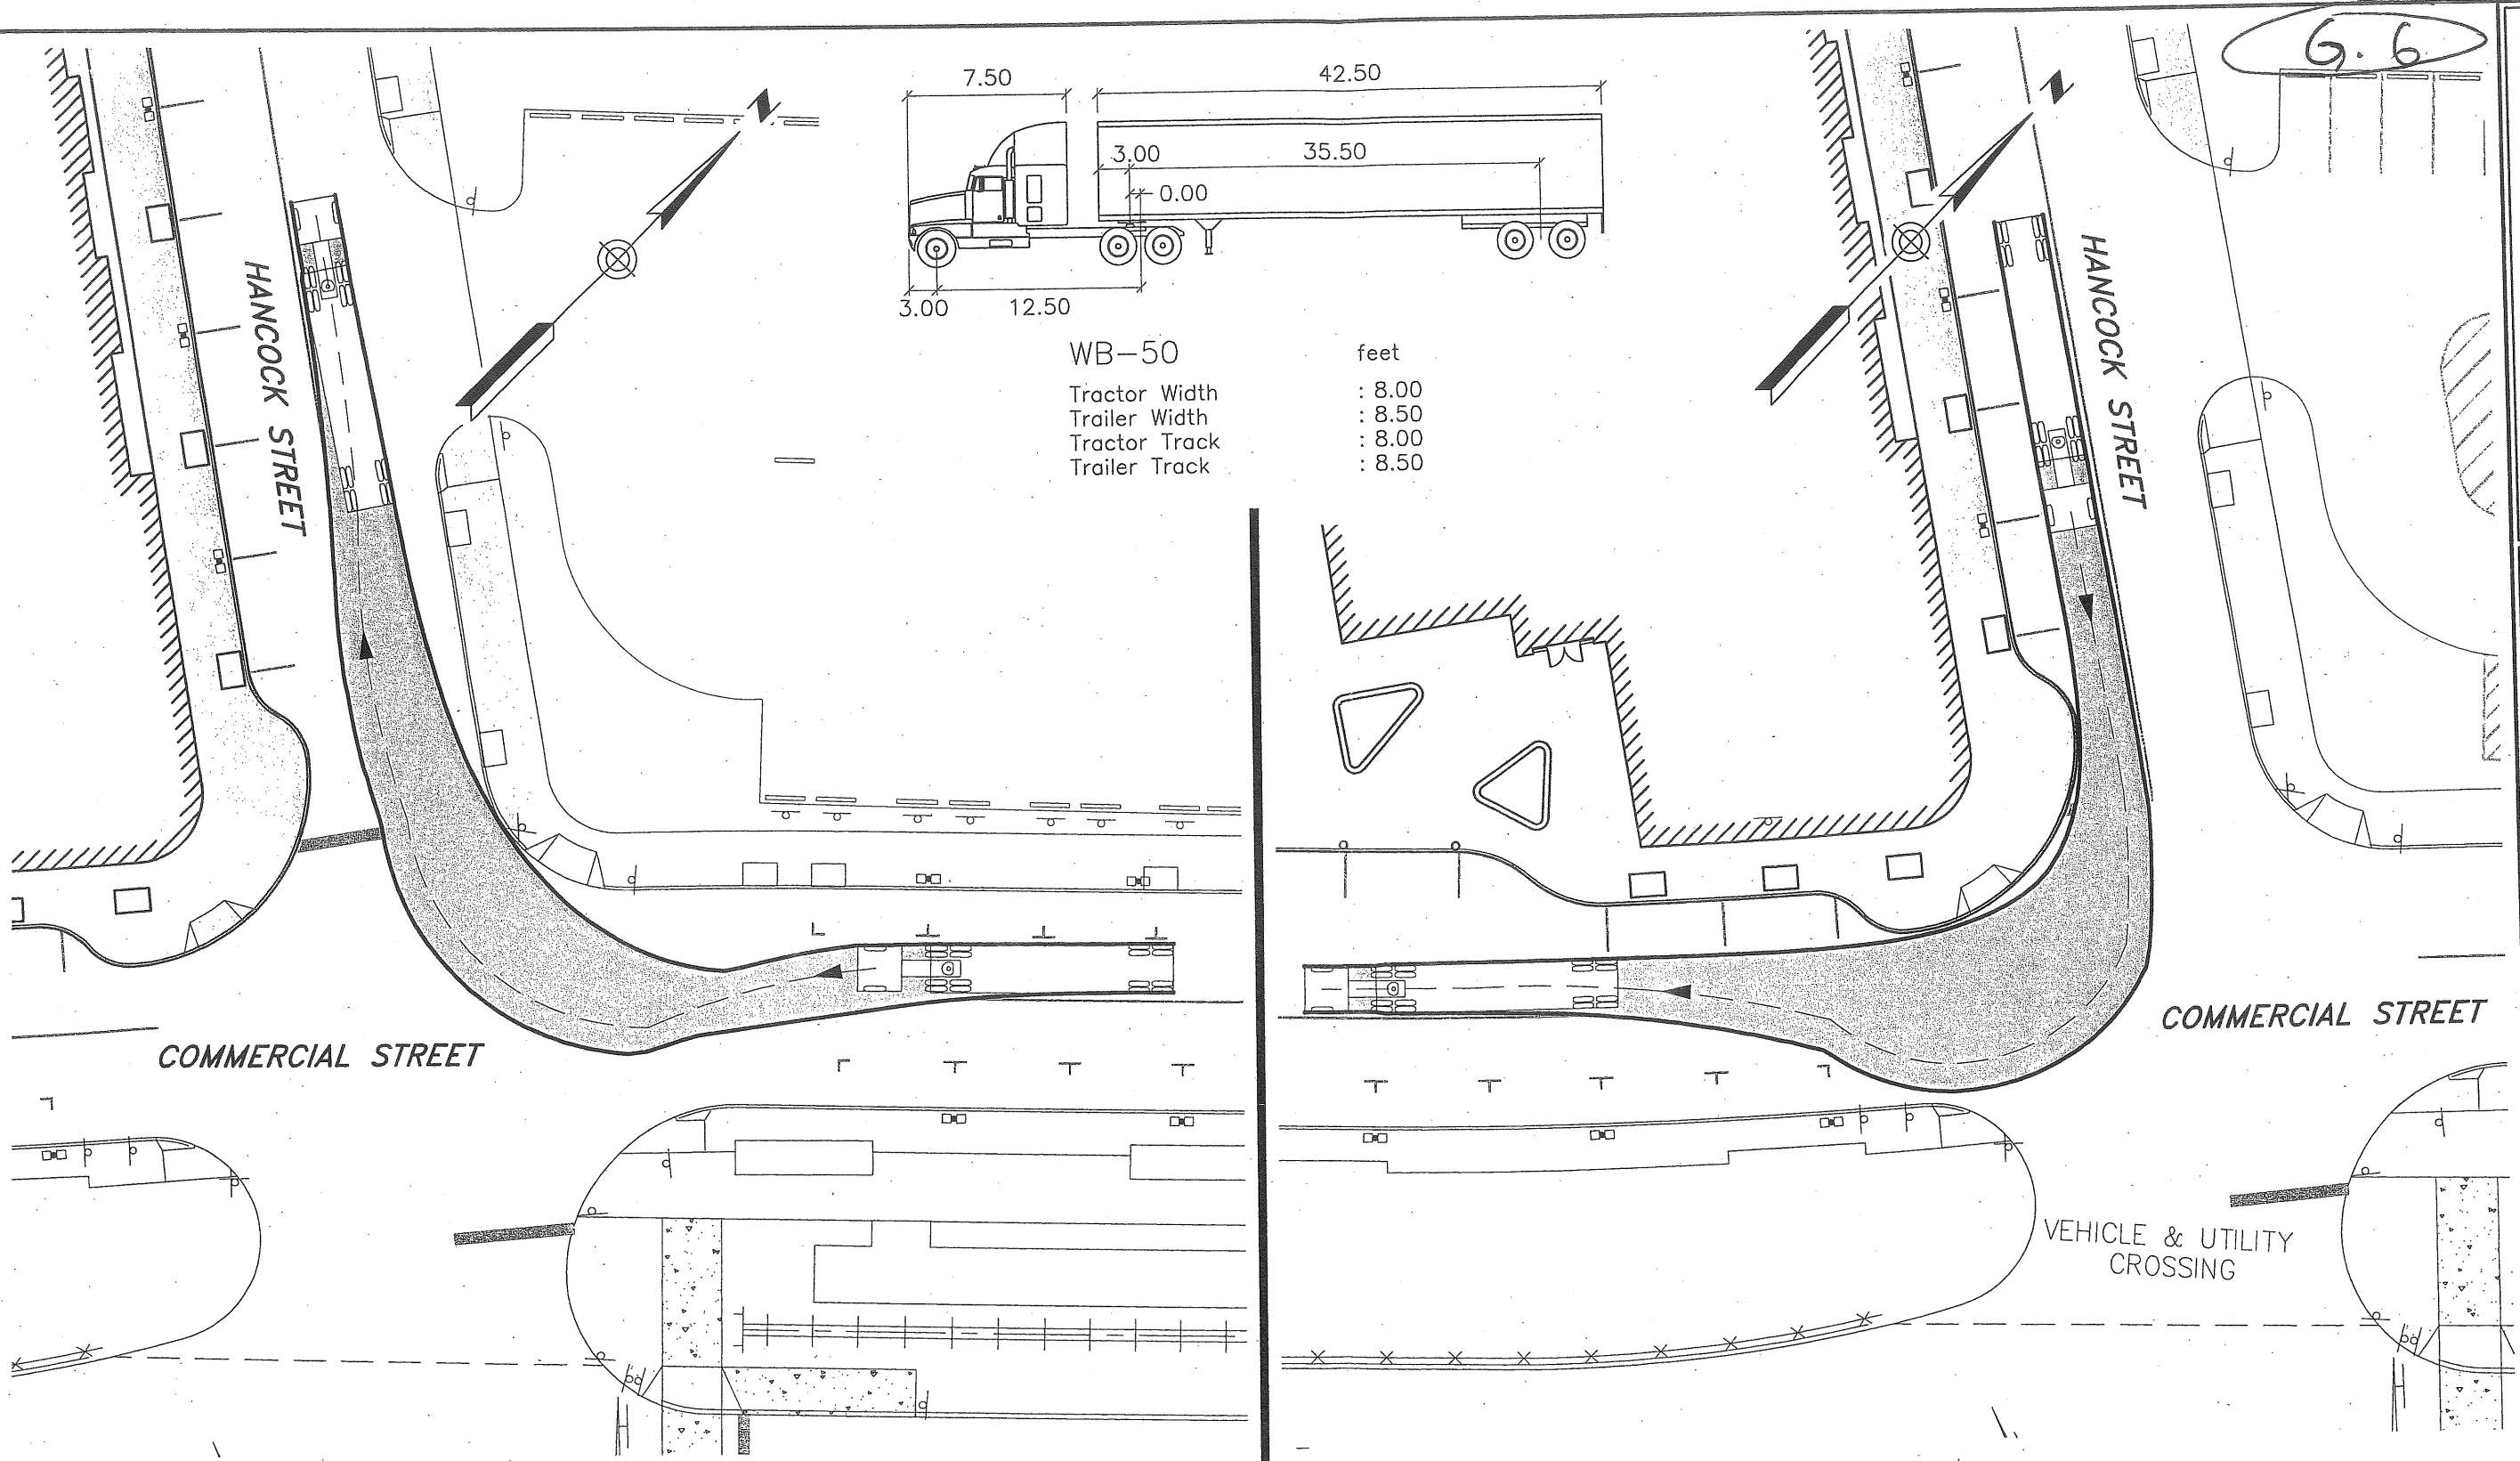 G. 6
7.50
42.50
3.00
35.50
0.00
3.00
12.50
WB-50 feet
Tractor Width : 8.00
Trailer Width : 8.50
Tractor Track : 8.00
Trailer Track : 8.50
HANCOCK STREET
HANCOCK STREET
COMMERCIAL STREET
COMMERCIAL STREET
VEHICLE & UTILITY
CROSSING